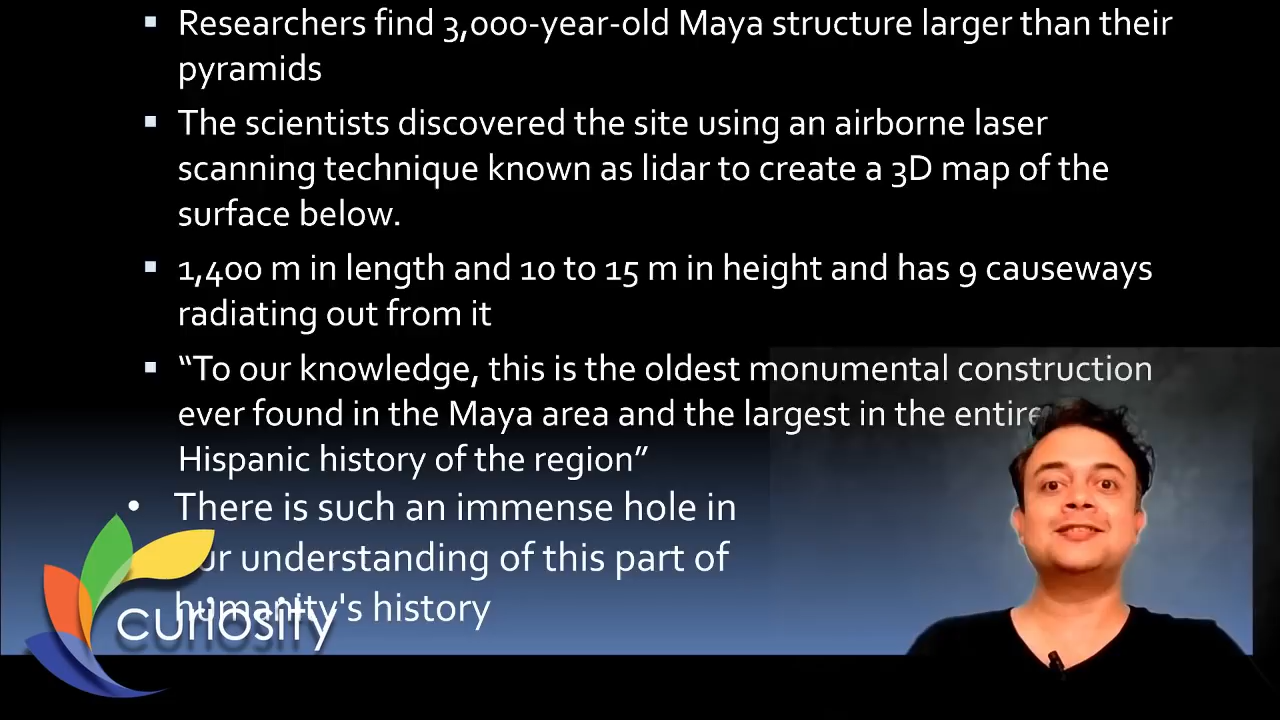 ▪ Researchers find 3,000-year-old Maya structure larger than their
pyramids
▪ The scientists discovered the site using an airborne laser
scanning technique known as lidar to create a 3D map of the
surface below.
▪ 1,400 m in length and 10 to 15 m in height and has 9 causeways
radiating out from it
▪ “To our knowledge, this is the oldest monumental construction
ever found in the Maya area and the largest in the entire
Hispanic history of the region”
• There is such an immense hole in
understanding of this part of
humanity's history
curiosity